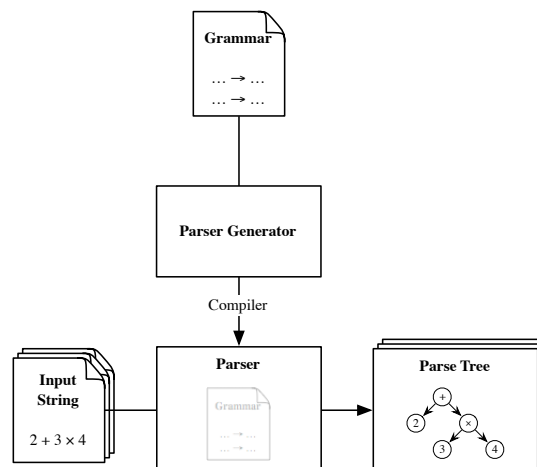 Grammar
... → ...
... → ...
Parser Generator
Compiler
Input
String
2 + 3 × 4
Parser
Grammar
... → ...
... → ...
Parse Tree
+
2
×
3
4